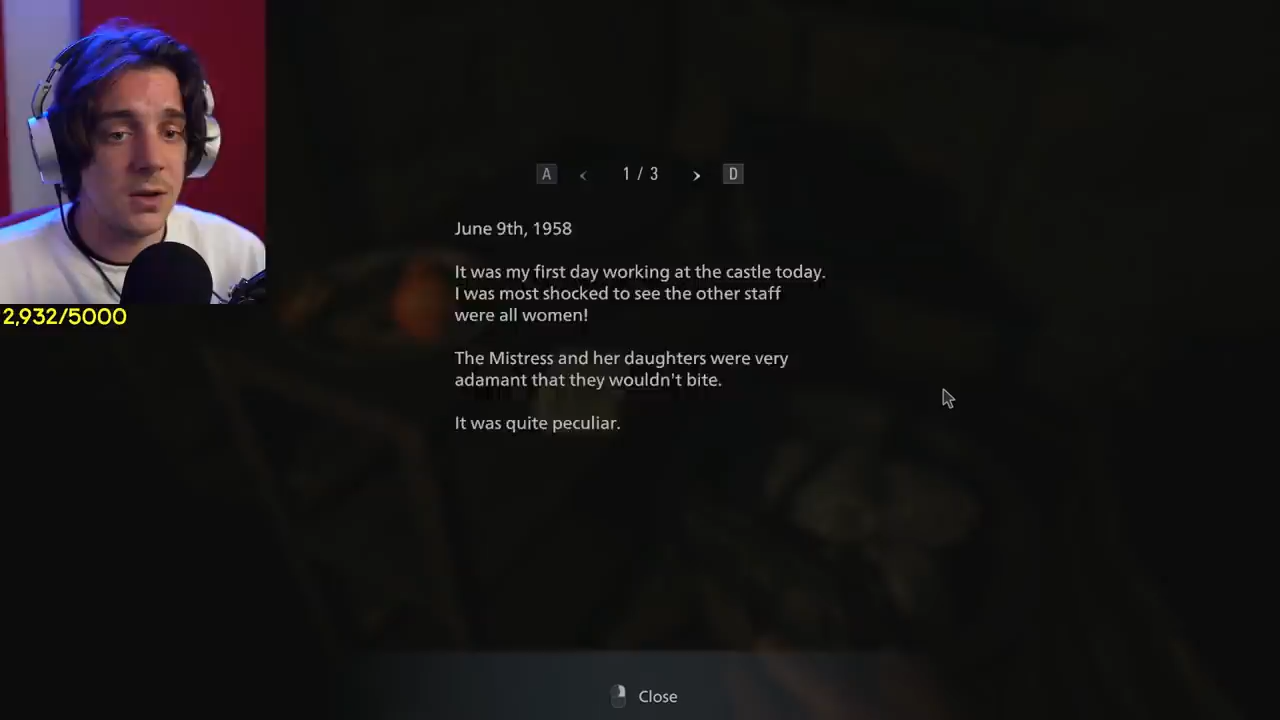 A < 1 / 3 > D
June 9th, 1958
It was my first day working at the castle today.
I was most shocked to see the other staff
were all women!
The Mistress and her daughters were very
adamant that they wouldn't bite.
It was quite peculiar.
2,932/5000
Close